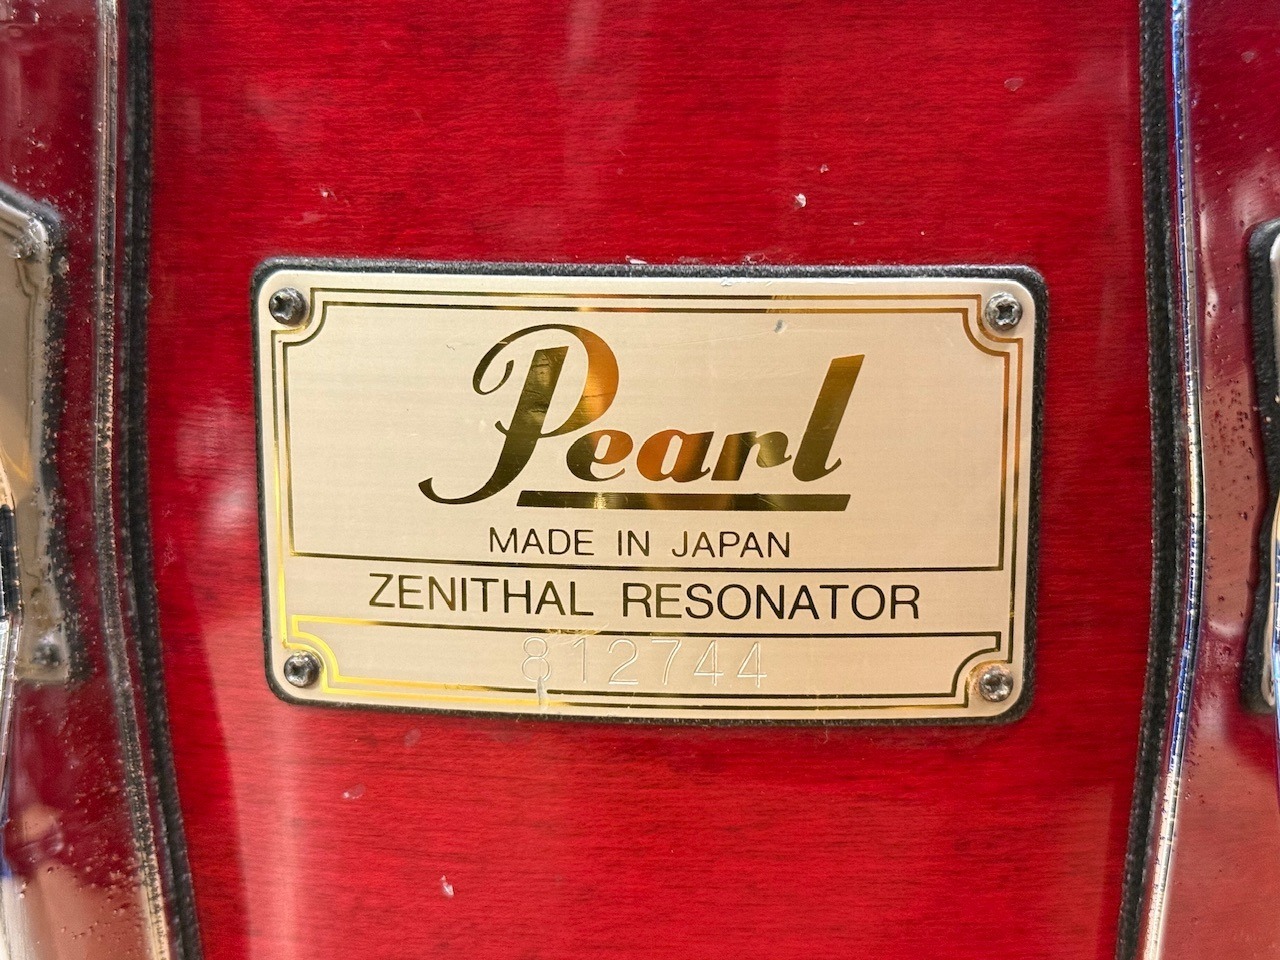 Pearl
MADE IN JAPAN
ZENITHAL RESONATOR
812744